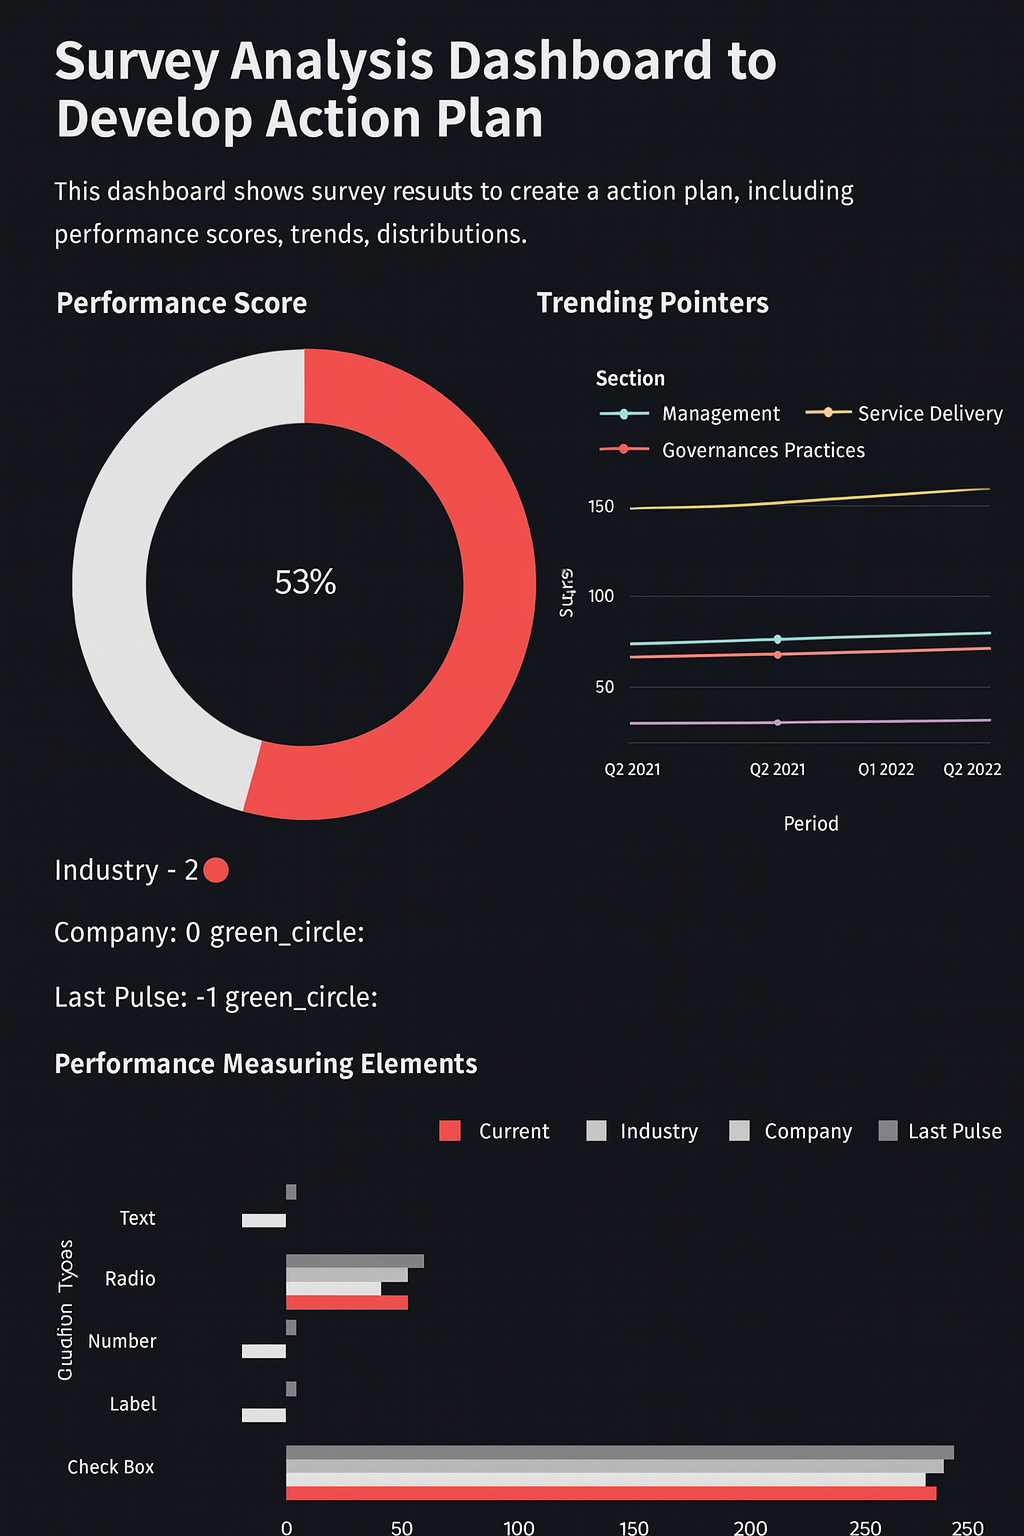 Survey Analysis Dashboard to
Develop Action Plan
This dashboard shows survey resuuts to create a action plan, including
performance scores, trends, distributions.
Performance Score
Trending Pointers
Section
Management
Service Delivery
Governances Practices
53%
150
100
50
Q2 2021
Q2 2021
Q1 2022
Q2 2022
Period
Industry - 2
Company: 0 green_circle:
Last Pulse: -1 green_circle:
Performance Measuring Elements
Current
Industry
Company
Last Pulse
Text
Radio
Number
Label
Check Box
0
50
100
150
200
250
250